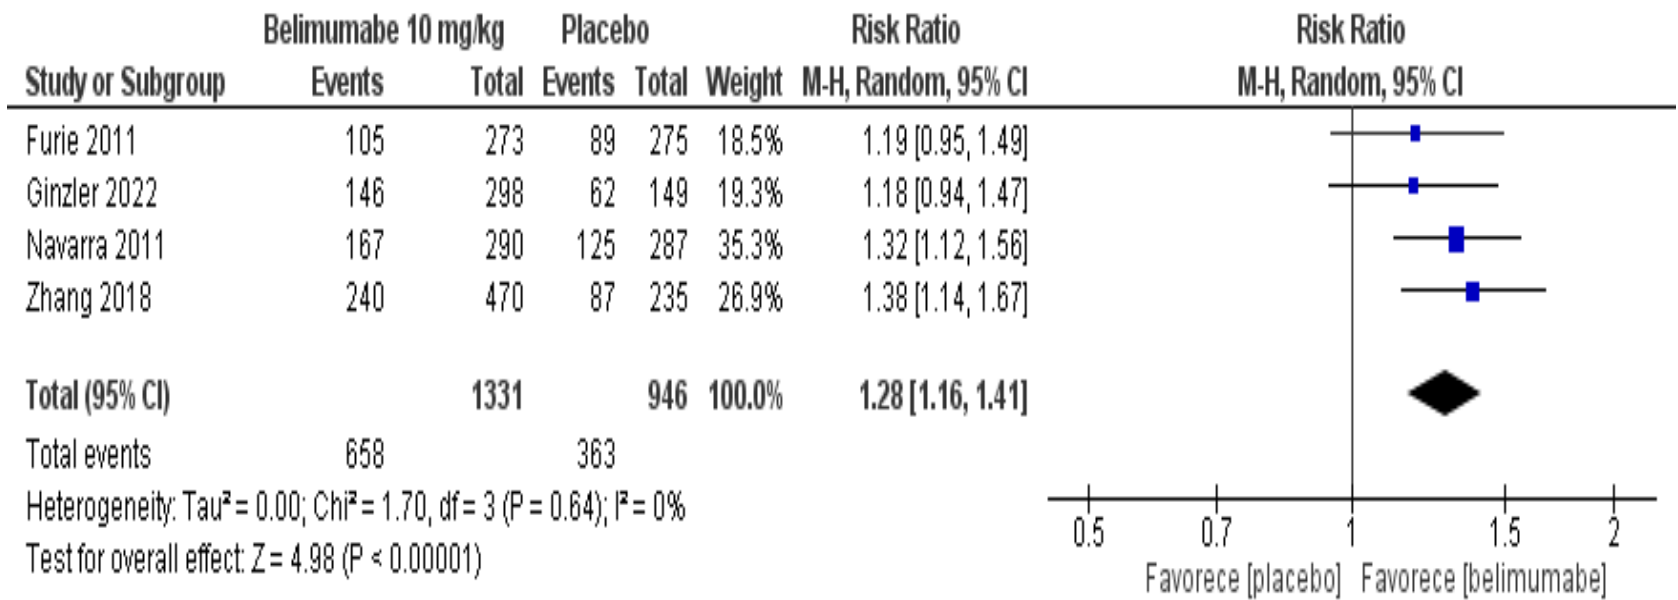 Belimumabe 10 mg/kg Placebo Risk Ratio Risk Ratio
Study or Subgroup Events Total Events Total Weight M-H, Random, 95% CI M-H, Random, 95% CI
Furie 2011 105 273 89 275 18.5% 1.19 [0.95, 1.49]
Ginzler 2022 146 298 62 149 19.3% 1.18 [0.94, 1.47]
Navarra 2011 167 290 125 287 35.3% 1.32 [1.12, 1.56]
Zhang 2018 240 470 87 235 26.9% 1.38 [1.14, 1.67]
Total (95% CI) 1331 946 100.0% 1.28 [1.16, 1.41]
Total events 658 363
Heterogeneity: Tau² = 0.00; Chi² = 1.70, df = 3 (P = 0.64); I² = 0%
Test for overall effect: Z = 4.98 (P < 0.00001)
0.5 0.7 1 1.5 2
Favorece [placebo] Favorece [belimumabe]